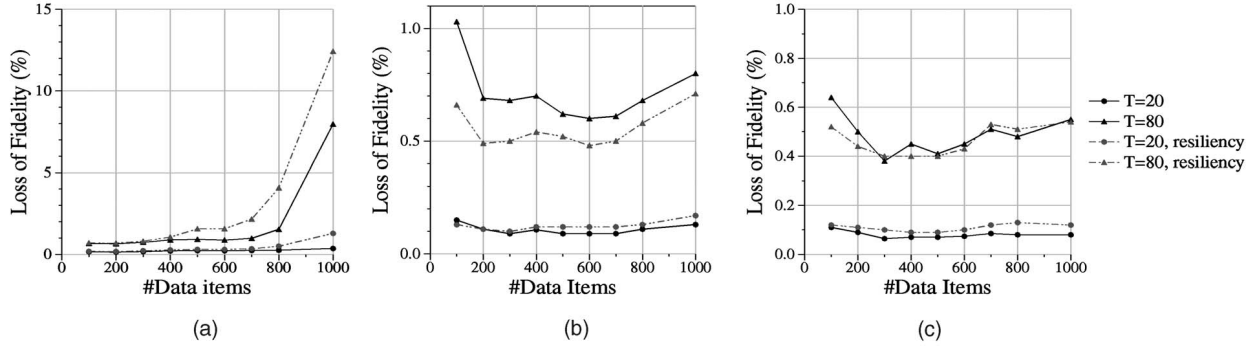 15
10
5
0
Loss of Fidelity (%)
0 200 400 600 800 1000
#Data items
(a)
1.0
0.5
0.0
Loss of Fidelity (%)
0 200 400 600 800 1000
#Data Items
(b)
1.0
0.8
0.6
0.4
0.2
0.0
Loss of Fidelity (%)
0 200 400 600 800 1000
#Data Items
(c)
T=20
T=80
T=20, resiliency
T=80, resiliency